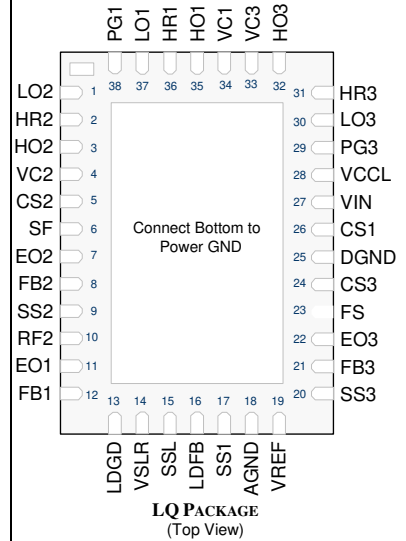 PG1 LO1 HR1 HO1 VC1 VC3 HO3
38 37 36 35 34 33 32
LO2 1 31 HR3
HR2 2 30 LO3
HO2 3 29 PG3
VC2 4 28 VCCL
CS2 5 27 VIN
SF 6 26 CS1
EO2 7 25 DGND
FB2 8 24 CS3
SS2 9 23 FS
RF2 10 22 EO3
EO1 11 21 FB3
FB1 12 20 SS3
Connect Bottom to
Power GND
13 14 15 16 17 18 19
LDGD VSLR SSL LDFB SS1 AGND VREF
LQ PACKAGE
(Top View)